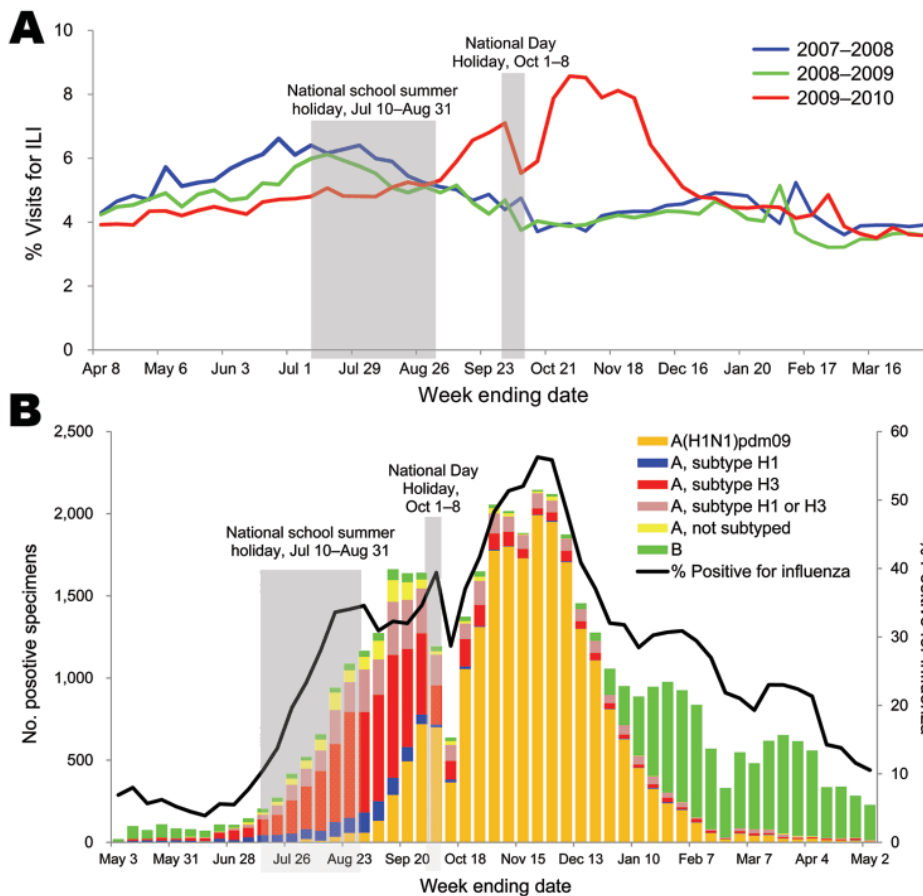 A
10
8
6
4
2
0
% Visits for ILI
National school summer
holiday, Jul 10–Aug 31
National Day
Holiday, Oct 1–8
2007–2008
2008–2009
2009–2010
Apr 8 May 6 Jun 3 Jul 1 Jul 29 Aug 26 Sep 23 Oct 21 Nov 18 Dec 16 Jan 20 Feb 17 Mar 16
Week ending date
B
2,500
2,000
1,500
1,000
500
0
No. posotive specimens
National school summer
holiday, Jul 10–Aug 31
National Day
Holiday,
Oct 1–8
A(H1N1)pdm09
A, subtype H1
A, subtype H3
A, subtype H1 or H3
A, not subtyped
B
% Positive for influenza
60
50
40
30
20
10
0
May 3 May 31 Jun 28 Jul 26 Aug 23 Sep 20 Oct 18 Nov 15 Dec 13 Jan 10 Feb 7 Mar 7 Apr 4 May 2
Week ending date